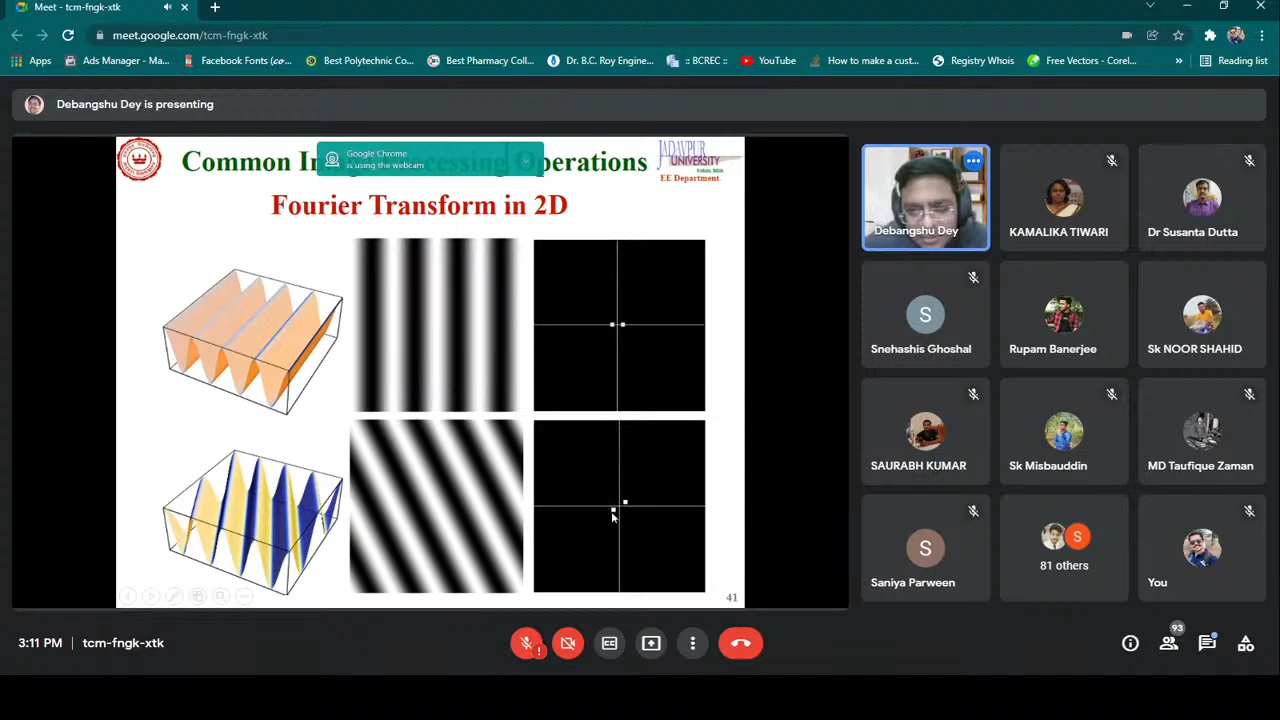 Meet - tcm-fngk-xtk
meet.google.com/tcm-fngk-xtk
Apps
Ads Manager - Ma...
Facebook Fonts (𝒸ℴ...
Best Polytechnic Co...
Best Pharmacy Coll...
Dr. B.C. Roy Engine...
:: BCREC ::
YouTube
How to make a cust...
Registry Whois
Free Vectors - Corel...
»
Reading list
Debangshu Dey is presenting
Common Im
Operations
Google Chrome
is using the webcam
JADAVPUR
UNIVERSITY
EE Department.
Fourier Transform in 2D
41
Debangshu Dey
KAMALIKA TIWARI
Dr Susanta Dutta
S
Snehashis Ghoshal
Rupam Banerjee
Sk NOOR SHAHID
SAURABH KUMAR
Sk Misbauddin
MD Taufique Zaman
S
Saniya Parween
S
81 others
You
3:11 PM | tcm-fngk-xtk
93